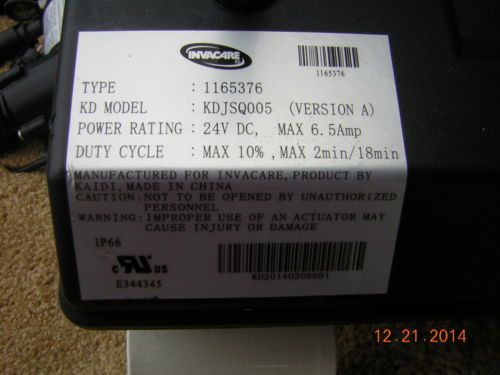 INVACARE
1165376
TYPE : 1165376
KD MODEL : KDJSQ005 (VERSION A)
POWER RATING : 24V DC, MAX 6.5Amp
DUTY CYCLE : MAX 10%, MAX 2min/18min
MANUFACTURED FOR INVACARE, PRODUCT BY
KAIDI, MADE IN CHINA
CAUTION:NOT TO BE OPENED BY UNAUTHORIZED
PERSONNEL
WARNING:IMPROPER USE OF AN ACTUATOR MAY
CAUSE INJURY OR DAMAGE
IP66
c RU US
E344345
KD20140206691
12.21.2014